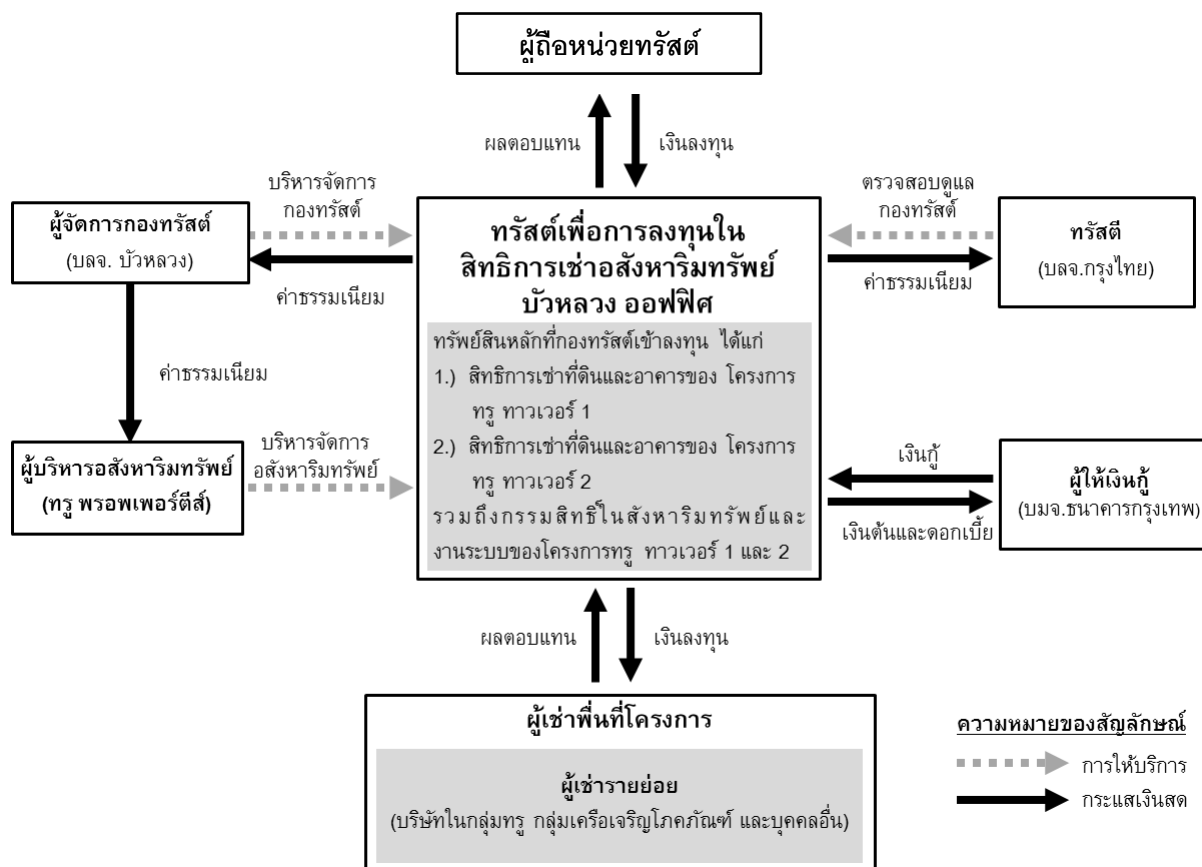 ผู้ถือหน่วยทรัสต์
ผลตอบแทน
เงินลงทุน
บริหารจัดการ
กองทรัสต์
ตรวจสอบดูแล
กองทรัสต์
ผู้จัดการกองทรัสต์
(บลจ. บัวหลวง)
ค่าธรรมเนียม
ทรัสต์เพื่อการลงทุนใน
สิทธิการเช่าอสังหาริมทรัพย์
บัวหลวง ออฟฟิศ
ค่าธรรมเนียม
ทรัสตี
(บลจ.กรุงไทย)
ทรัพย์สินหลักที่กองทรัสต์เข้าลงทุน ได้แก่
1.) สิทธิการเช่าที่ดินและอาคารของ โครงการ
ทรู ทาวเวอร์ 1
2.) สิทธิการเช่าที่ดินและอาคารของ โครงการ
ทรู ทาวเวอร์ 2
รวมถึงกรรมสิทธิ์ในสังหาริมทรัพย์และ
งานระบบของโครงการทรู ทาวเวอร์ 1 และ 2
ค่าธรรมเนียม
ผู้บริหารอสังหาริมทรัพย์
(ทรู พรอพเพอร์ตีส์)
บริหารจัดการ
อสังหาริมทรัพย์
เงินกู้
ผู้ให้เงินกู้
(บมจ.ธนาคารกรุงเทพ)
เงินต้นและดอกเบี้ย
ผลตอบแทน
เงินลงทุน
ผู้เช่าพื้นที่โครงการ
ผู้เช่ารายย่อย
(บริษัทในกลุ่มทรู กลุ่มเครือเจริญโภคภัณฑ์ และบุคคลอื่น)
ความหมายของสัญลักษณ์
การให้บริการ
กระแสเงินสด